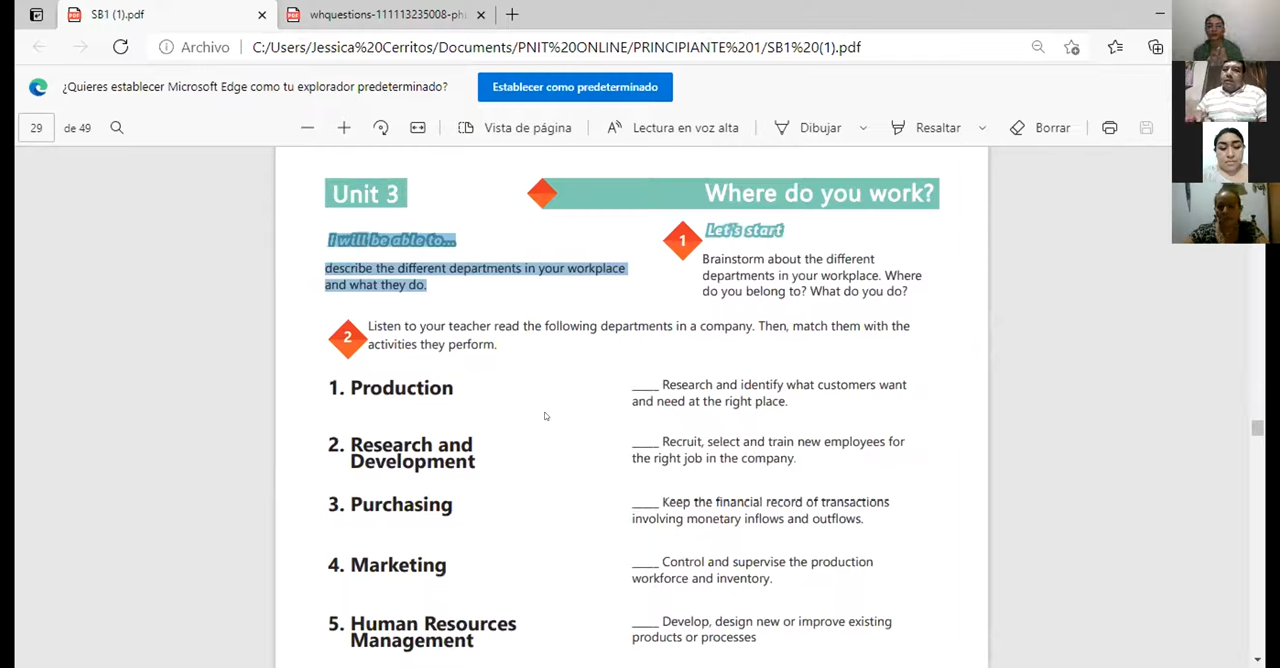 SB1 (1).pdf
whquestions-111113235008-ph
Archivo
C:/Users/Jessica%20Cerritos/Documents/PNIT%20ONLINE/PRINCIPIANTE%201/SB1%20(1).pdf
¿Quieres establecer Microsoft Edge como tu explorador predeterminado?
Establecer como predeterminado
29 de 49
Vista de página
Lectura en voz alta
Dibujar
Resaltar
Borrar
Unit 3
Where do you work?
I will be able to...
describe the different departments in your workplace
and what they do.
1
Let's start
Brainstorm about the different
departments in your workplace. Where
do you belong to? What do you do?
2
Listen to your teacher read the following departments in a company. Then, match them with the
activities they perform.
1. Production
____ Research and identify what customers want
and need at the right place.
2. Research and
Development
____ Recruit, select and train new employees for
the right job in the company.
3. Purchasing
____ Keep the financial record of transactions
involving monetary inflows and outflows.
4. Marketing
____ Control and supervise the production
workforce and inventory.
5. Human Resources
Management
____ Develop, design new or improve existing
products or processes